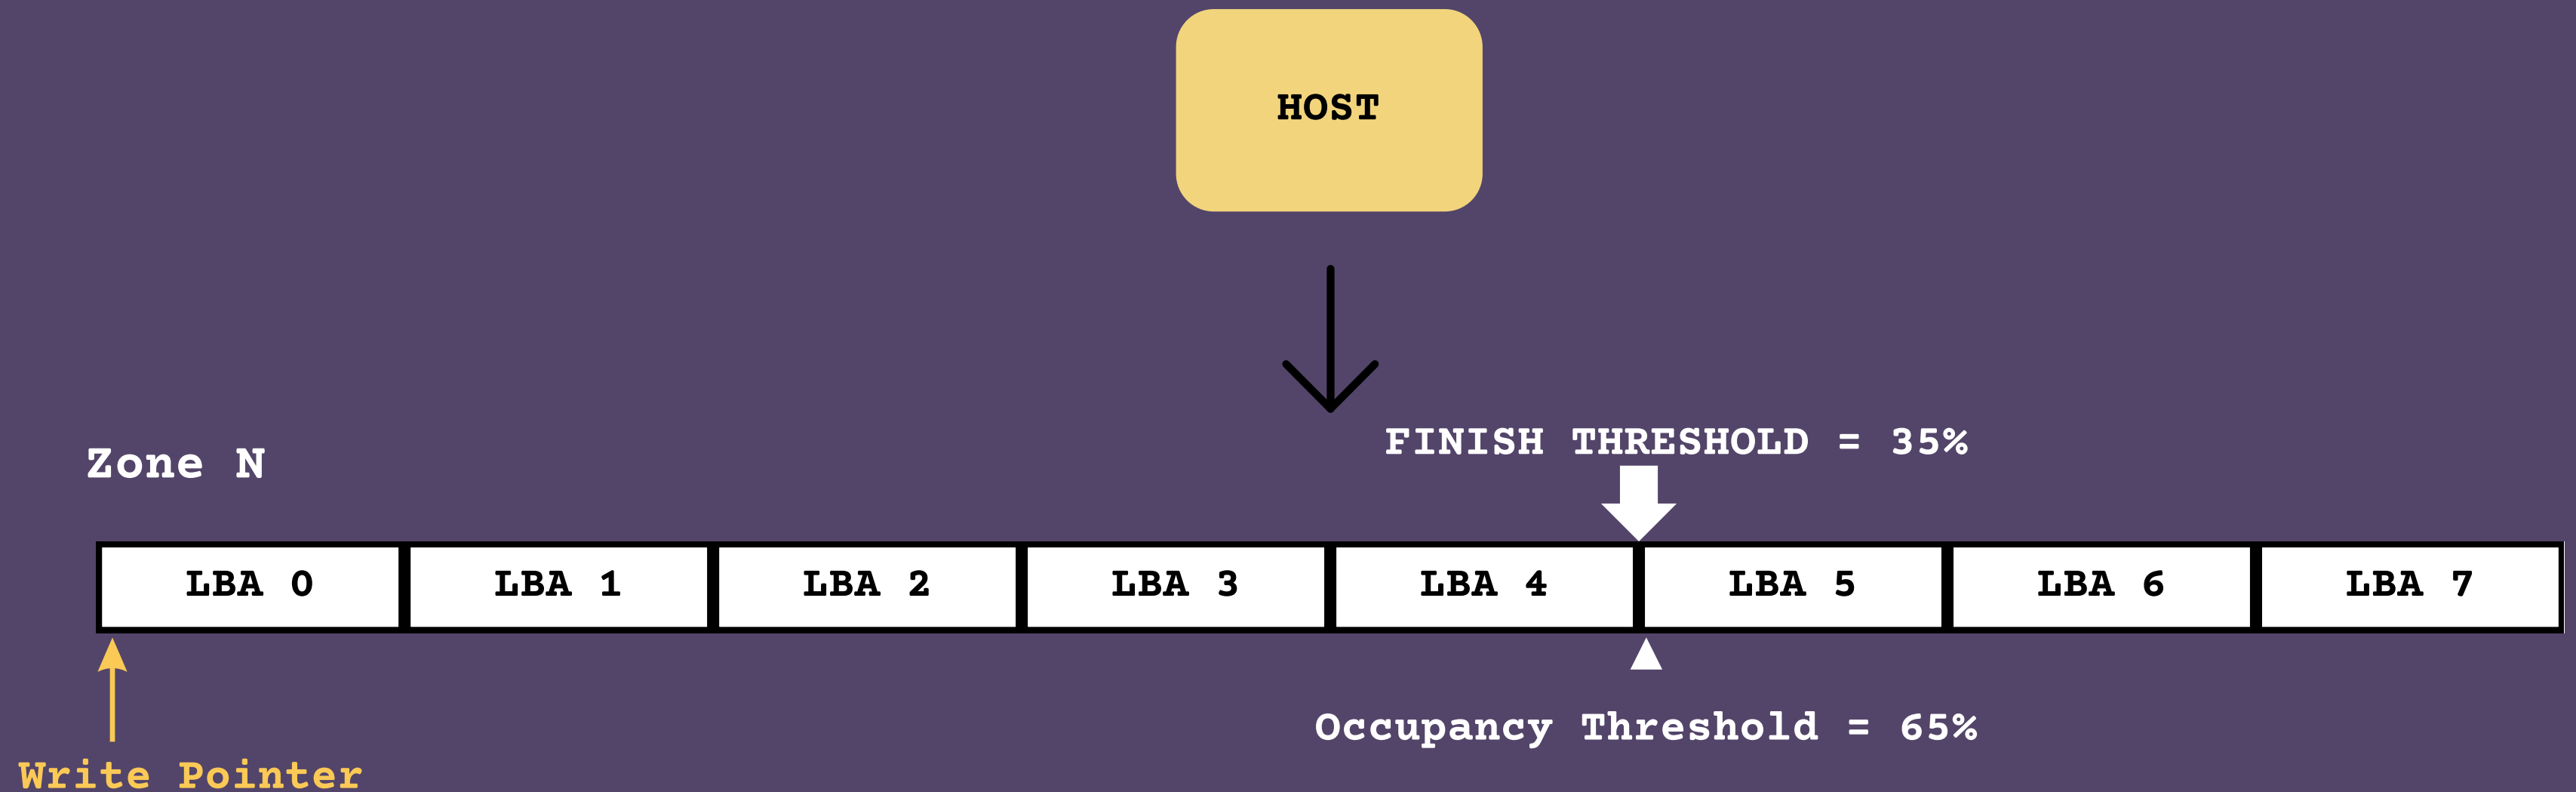 HOST
FINISH THRESHOLD = 35%
Zone N
LBA 0
LBA 1
LBA 2
LBA 3
LBA 4
LBA 5
LBA 6
LBA 7
Occupancy Threshold = 65%
Write Pointer